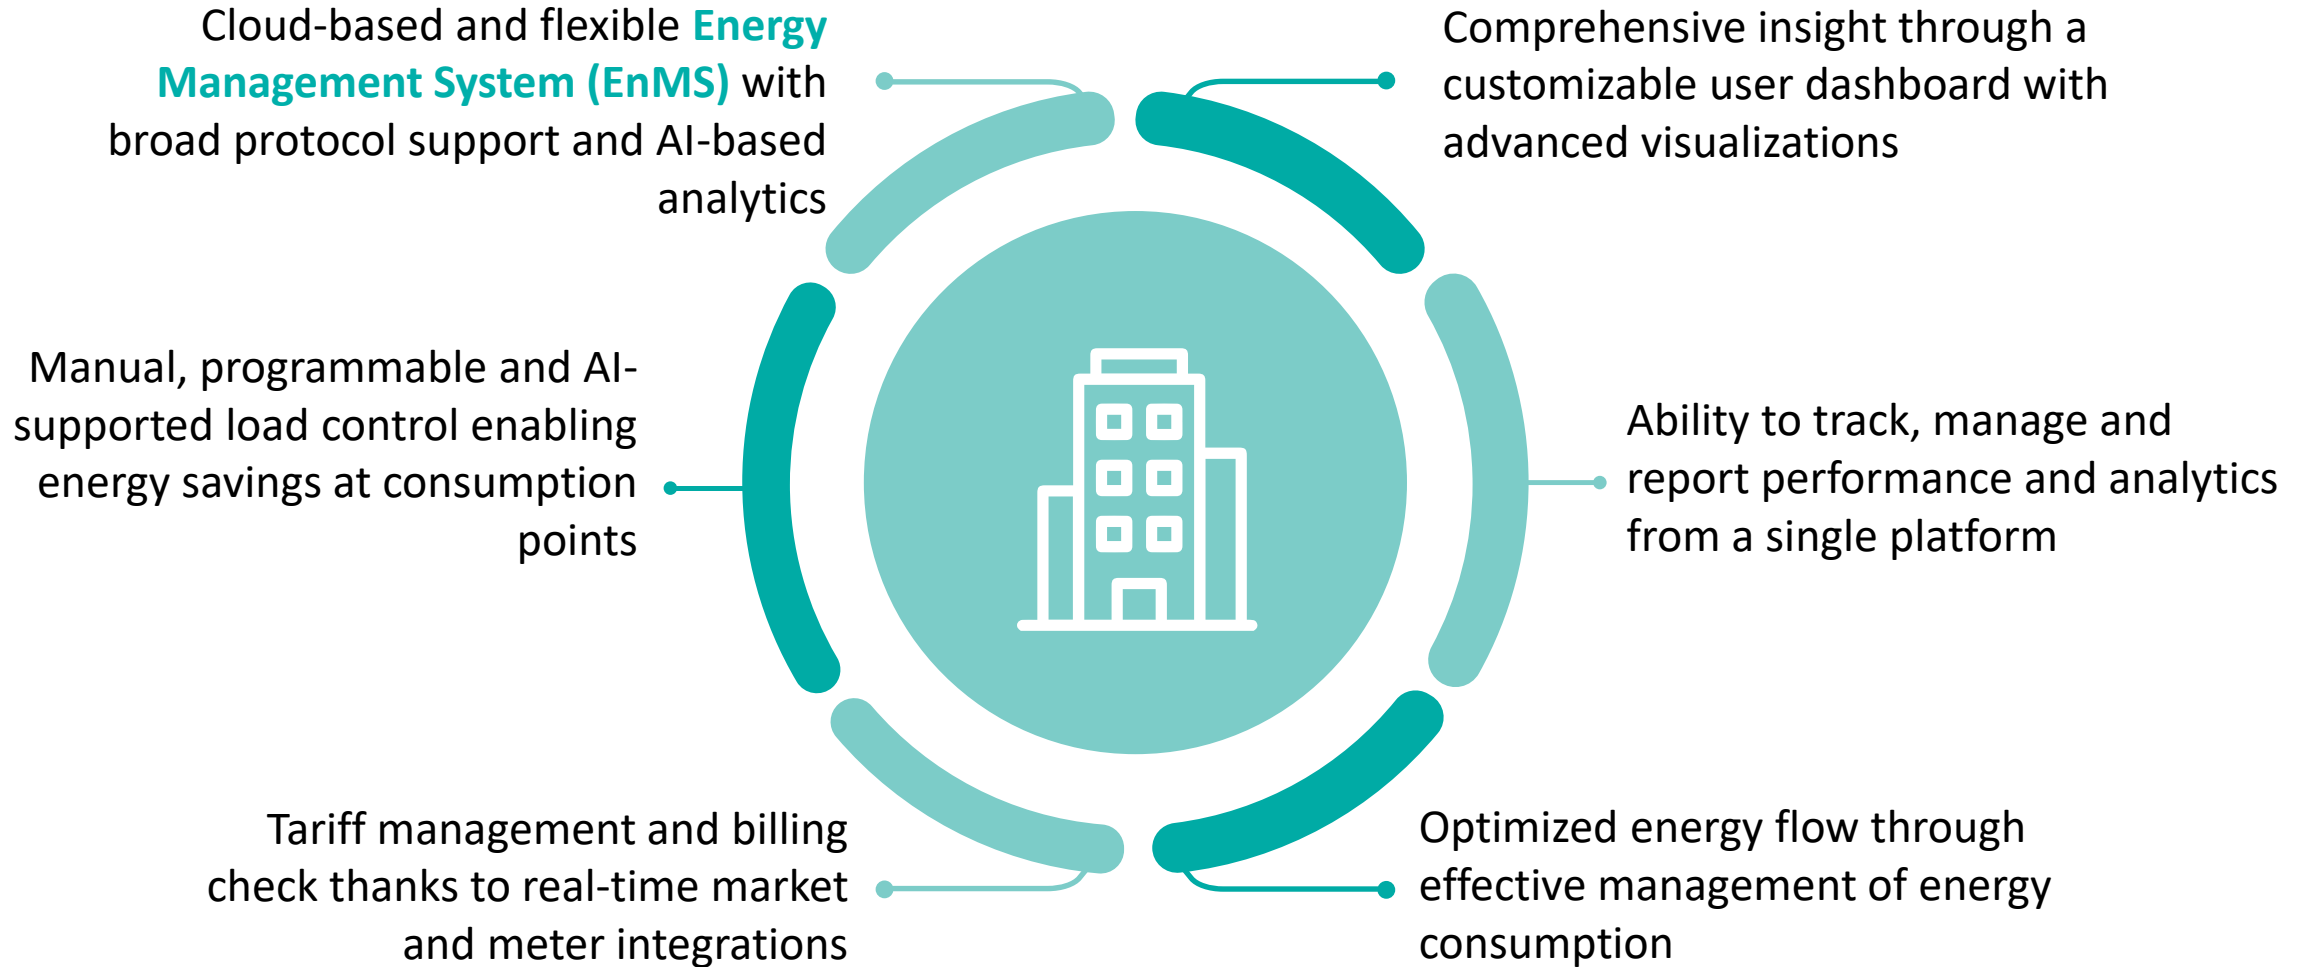 Cloud-based and flexible Energy
Management System (EnMS) with
broad protocol support and AI-based
analytics
Comprehensive insight through a
customizable user dashboard with
advanced visualizations
Manual, programmable and AI-
supported load control enabling
energy savings at consumption
points
Ability to track, manage and
report performance and analytics
from a single platform
Tariff management and billing
check thanks to real-time market
and meter integrations
Optimized energy flow through
effective management of energy
consumption